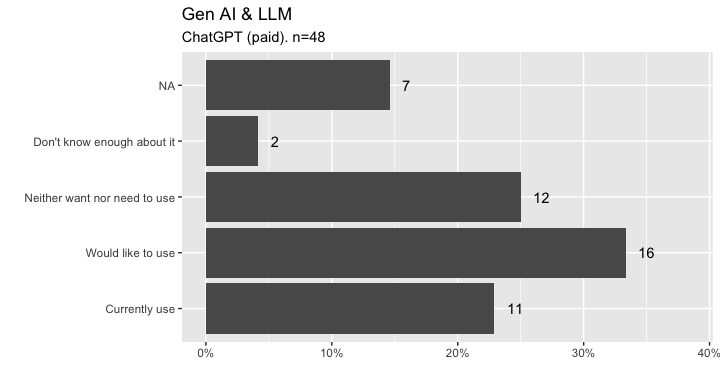 Gen AI & LLM
ChatGPT (paid). n=48
NA 7
Don't know enough about it 2
Neither want nor need to use 12
Would like to use 16
Currently use 11
0% 10% 20% 30% 40%